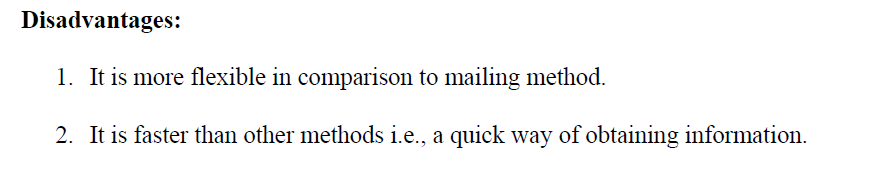 Disadvantages:
1. It is more flexible in comparison to mailing method.
2. It is faster than other methods i.e., a quick way of obtaining information.